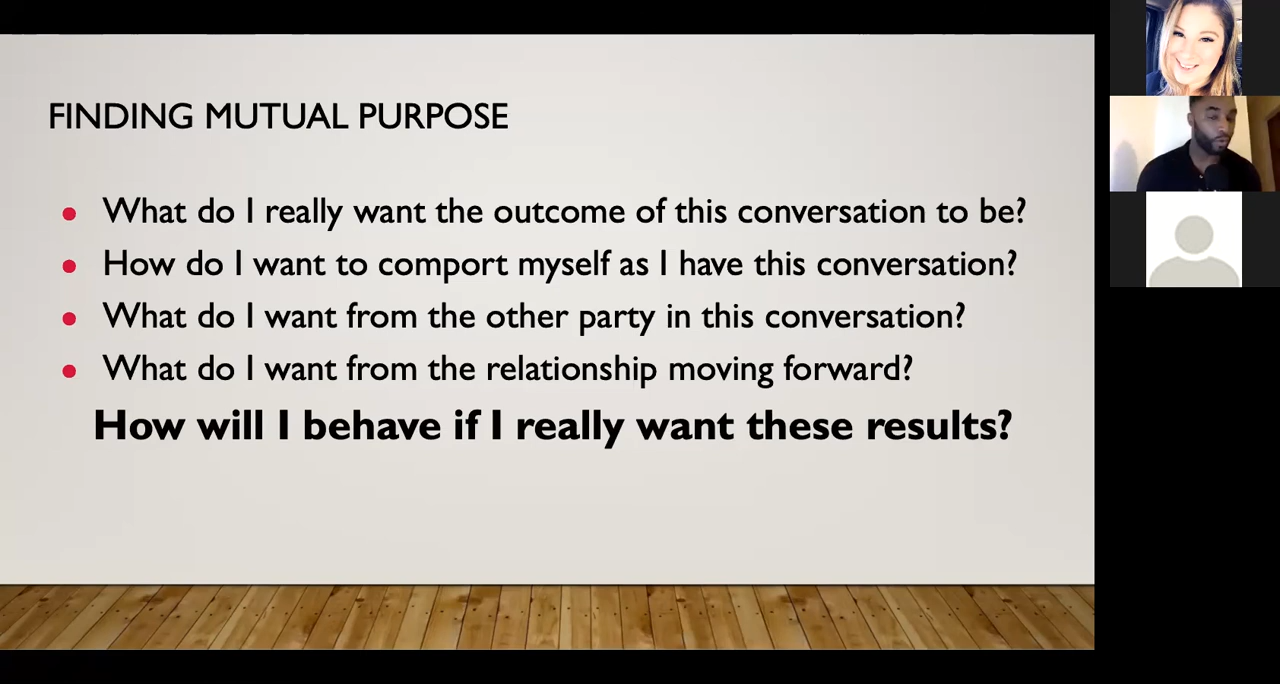 FINDING MUTUAL PURPOSE
What do I really want the outcome of this conversation to be?
How do I want to comport myself as I have this conversation?
What do I want from the other party in this conversation?
What do I want from the relationship moving forward?
How will I behave if I really want these results?